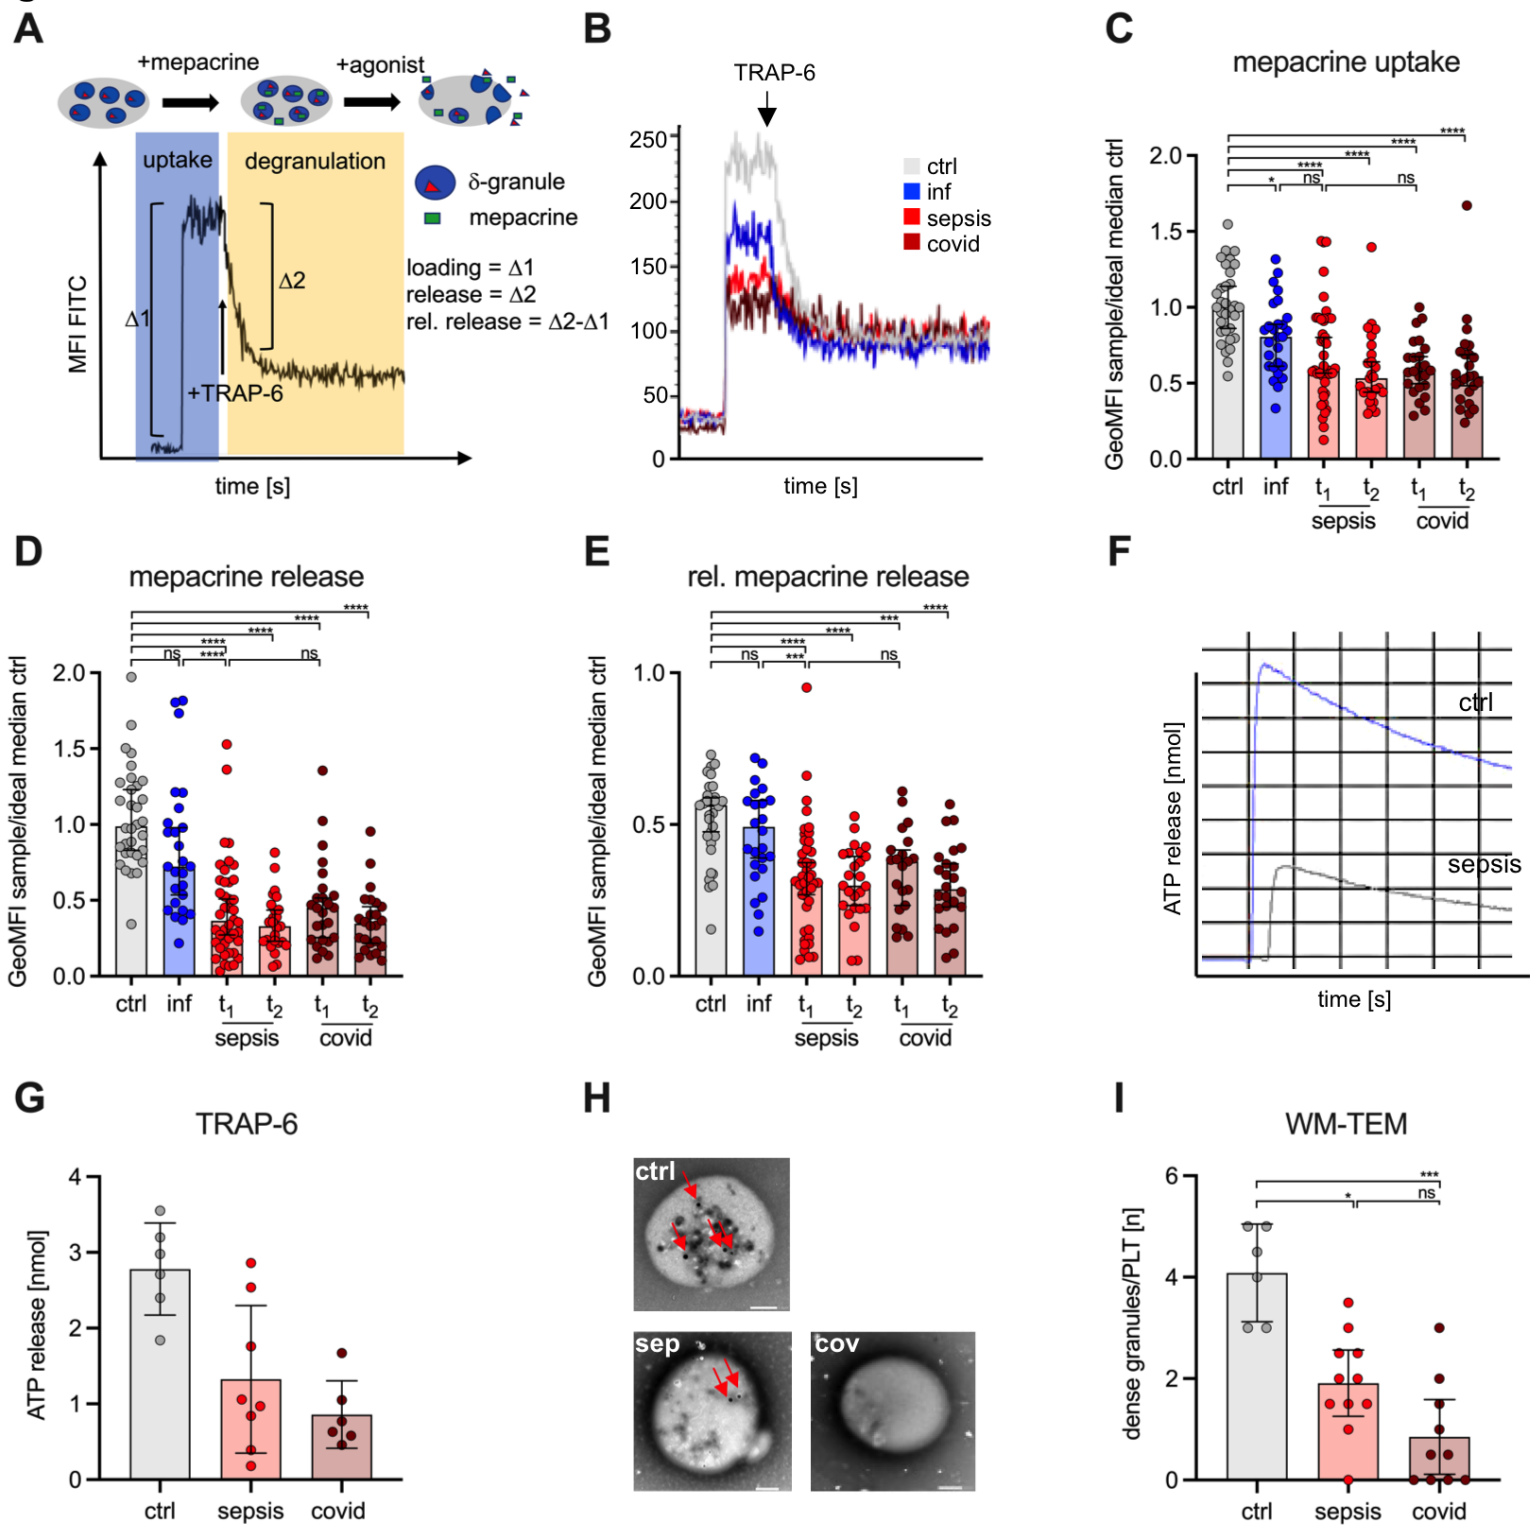 A
+mepacrine
+agonist
uptake
degranulation
δ-granule
mepacrine
Δ1
Δ2
loading = Δ1
release = Δ2
rel. release = Δ2-Δ1
+TRAP-6
MFI FITC
time [s]
B
TRAP-6
250
200
150
100
50
0
ctrl
inf
sepsis
covid
time [s]
C
mepacrine uptake
****
****
****
****
* ns ns
GeoMFI sample/ideal median ctrl
2.0
1.5
1.0
0.5
0.0
ctrl inf t1 t2 t1 t2
sepsis covid
D
mepacrine release
****
****
****
****
ns **** ns
GeoMFI sample/ideal median ctrl
2.0
1.5
1.0
0.5
0.0
ctrl inf t1 t2 t1 t2
sepsis covid
E
rel. mepacrine release
****
***
****
****
ns *** ns
GeoMFI sample/ideal median ctrl
1.0
0.5
0.0
ctrl inf t1 t2 t1 t2
sepsis covid
F
ATP release [nmol]
ctrl
sepsis
time [s]
G
TRAP-6
ATP release [nmol]
4
3
2
1
0
ctrl sepsis covid
H
ctrl
sep
cov
I
WM-TEM
***
* ns
dense granules/PLT [n]
6
4
2
0
ctrl sepsis covid